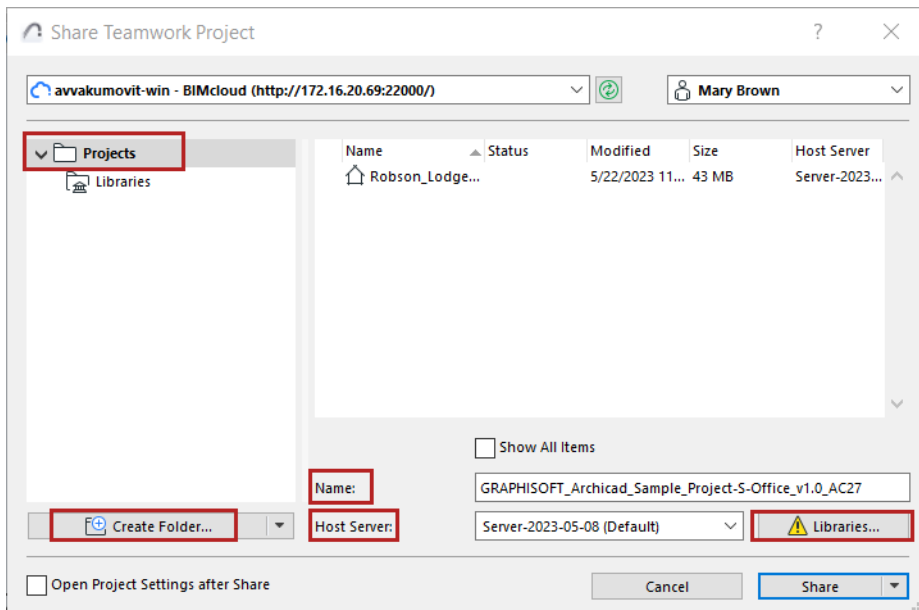 Share Teamwork Project
avvakumovit-win - BIMcloud (http://172.16.20.69:22000/)
Mary Brown
Projects
Libraries
Name Status Modified Size Host Server
Robson_Lodge... 5/22/2023 11... 43 MB Server-2023...
Show All Items
Name: GRAPHISOFT_Archicad_Sample_Project-S-Office_v1.0_AC27
Create Folder... Host Server: Server-2023-05-08 (Default) Libraries...
Open Project Settings after Share Cancel Share